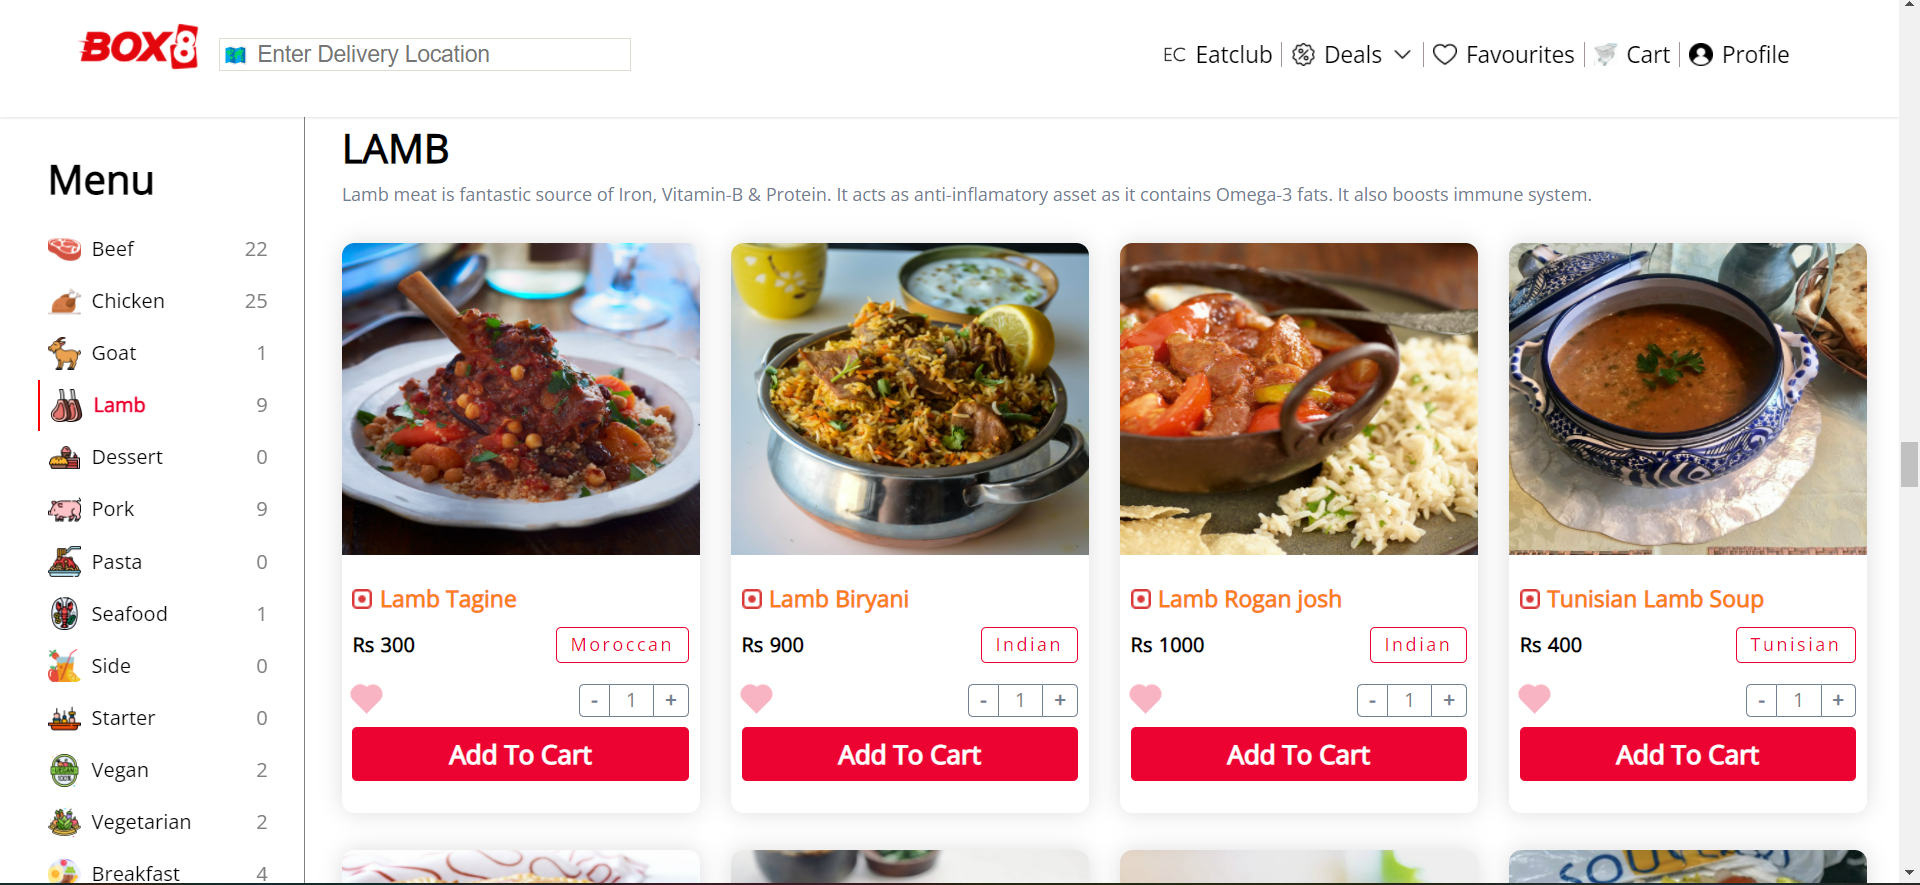 BOX8
Enter Delivery Location
EC Eatclub
Deals
Favourites
Cart
Profile
Menu
Beef 22
Chicken 25
Goat 1
Lamb 9
Dessert 0
Pork 9
Pasta 0
Seafood 1
Side 0
Starter 0
Vegan 2
Vegetarian 2
Breakfast 4
LAMB
Lamb meat is fantastic source of Iron, Vitamin-B & Protein. It acts as anti-inflamatory asset as it contains Omega-3 fats. It also boosts immune system.
Lamb Tagine
Rs 300 Moroccan
- 1 +
Add To Cart
Lamb Biryani
Rs 900 Indian
- 1 +
Add To Cart
Lamb Rogan josh
Rs 1000 Indian
- 1 +
Add To Cart
Tunisian Lamb Soup
Rs 400 Tunisian
- 1 +
Add To Cart